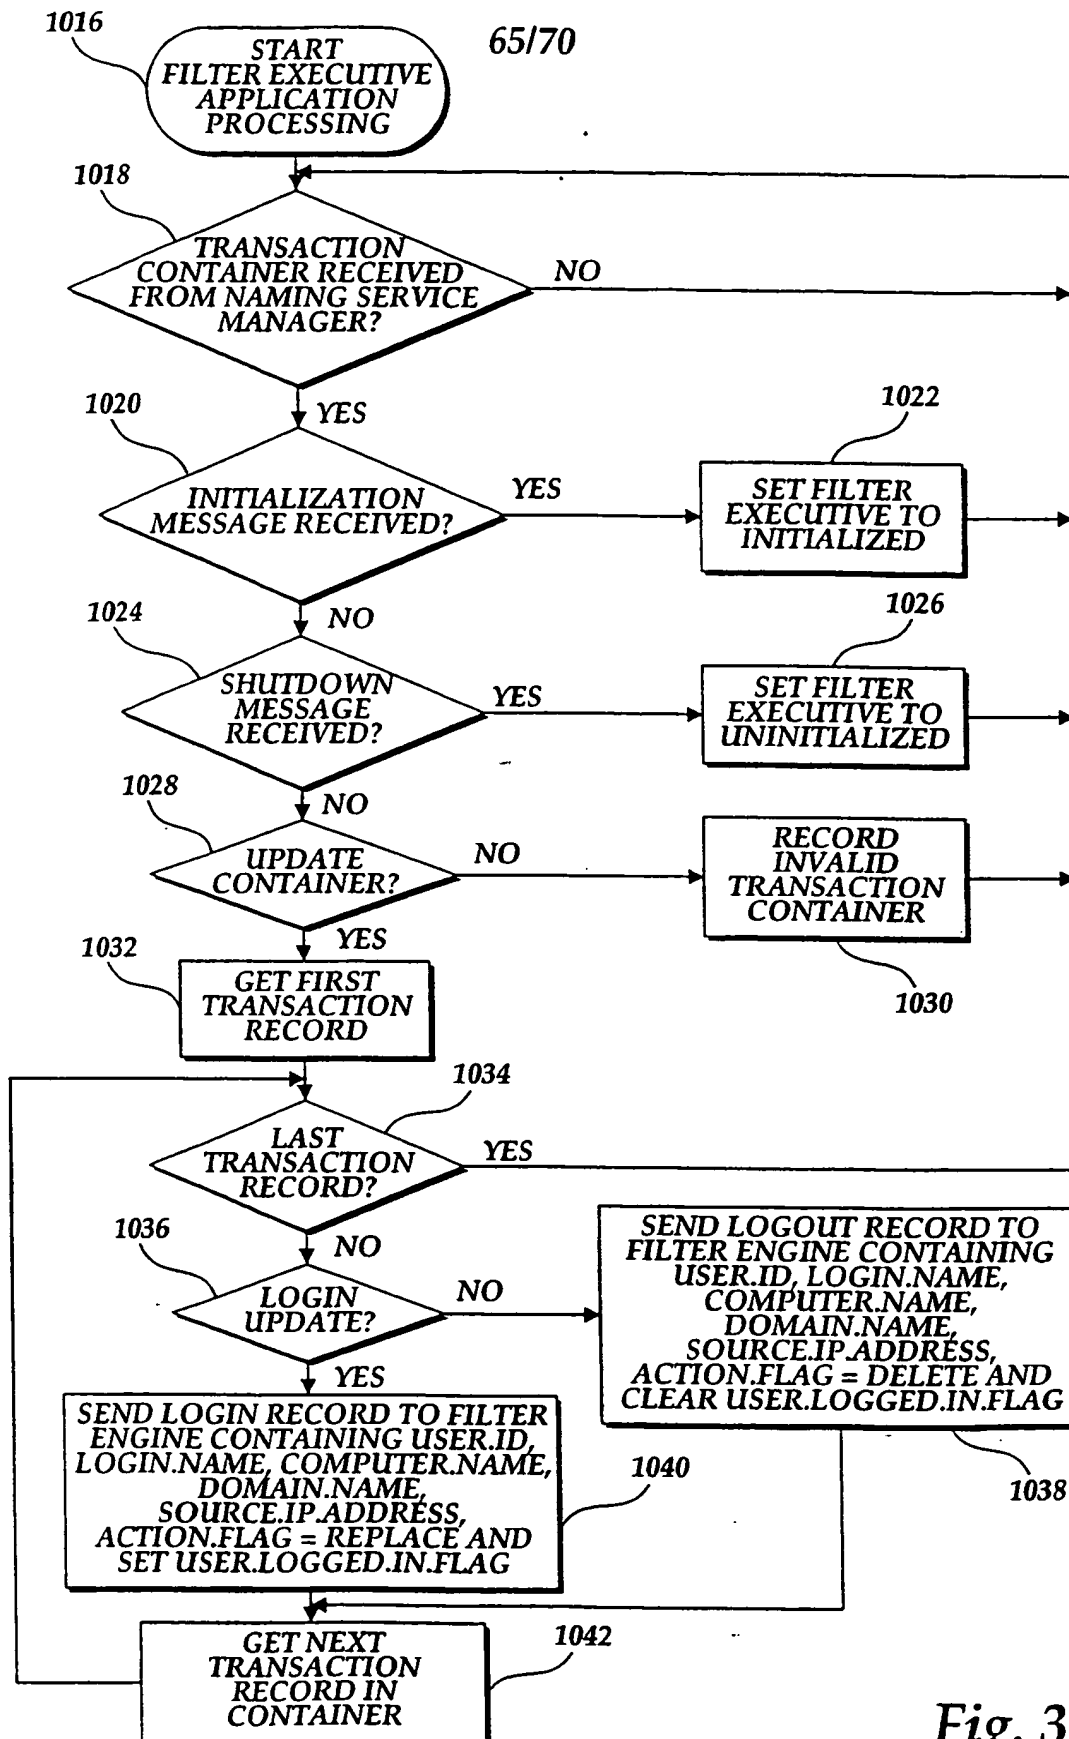 65/70
1016
START
FILTER EXECUTIVE
APPLICATION
PROCESSING
1018
TRANSACTION
CONTAINER RECEIVED
FROM NAMING SERVICE
MANAGER?
NO
YES
1020
INITIALIZATION
MESSAGE RECEIVED?
YES
1022
SET FILTER
EXECUTIVE TO
INITIALIZED
NO
1024
SHUTDOWN
MESSAGE
RECEIVED?
YES
1026
SET FILTER
EXECUTIVE TO
UNINITIALIZED
NO
1028
UPDATE
CONTAINER?
NO
RECORD
INVALID
TRANSACTION
CONTAINER
1030
YES
1032
GET FIRST
TRANSACTION
RECORD
1034
LAST
TRANSACTION
RECORD?
YES
NO
1036
LOGIN
UPDATE?
NO
SEND LOGOUT RECORD TO
FILTER ENGINE CONTAINING
USER.ID, LOGIN.NAME,
COMPUTER.NAME,
DOMAIN.NAME,
SOURCE.IP.ADDRESS,
ACTION.FLAG = DELETE AND
CLEAR USER.LOGGED.IN.FLAG
1038
YES
SEND LOGIN RECORD TO FILTER
ENGINE CONTAINING USER.ID,
LOGIN.NAME, COMPUTER.NAME,
DOMAIN.NAME,
SOURCE.IP.ADDRESS,
ACTION.FLAG = REPLACE AND
SET USER.LOGGED.IN.FLAG
1040
GET NEXT
TRANSACTION
RECORD IN
CONTAINER
1042
Fig. 3